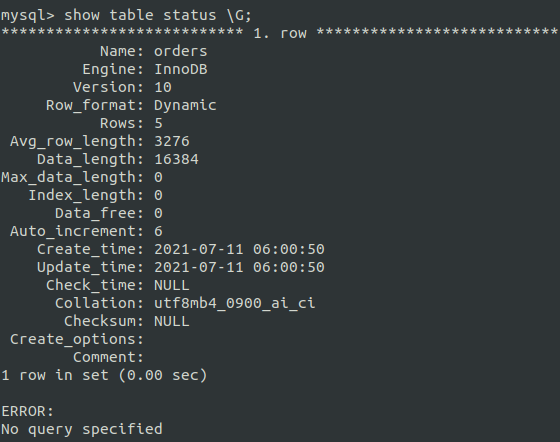 mysql> show table status \G;
*************************** 1. row ***************************
Name: orders
Engine: InnoDB
Version: 10
Row_format: Dynamic
Rows: 5
Avg_row_length: 3276
Data_length: 16384
Max_data_length: 0
Index_length: 0
Data_free: 0
Auto_increment: 6
Create_time: 2021-07-11 06:00:50
Update_time: 2021-07-11 06:00:50
Check_time: NULL
Collation: utf8mb4_0900_ai_ci
Checksum: NULL
Create_options:
Comment:
1 row in set (0.00 sec)
ERROR:
No query specified